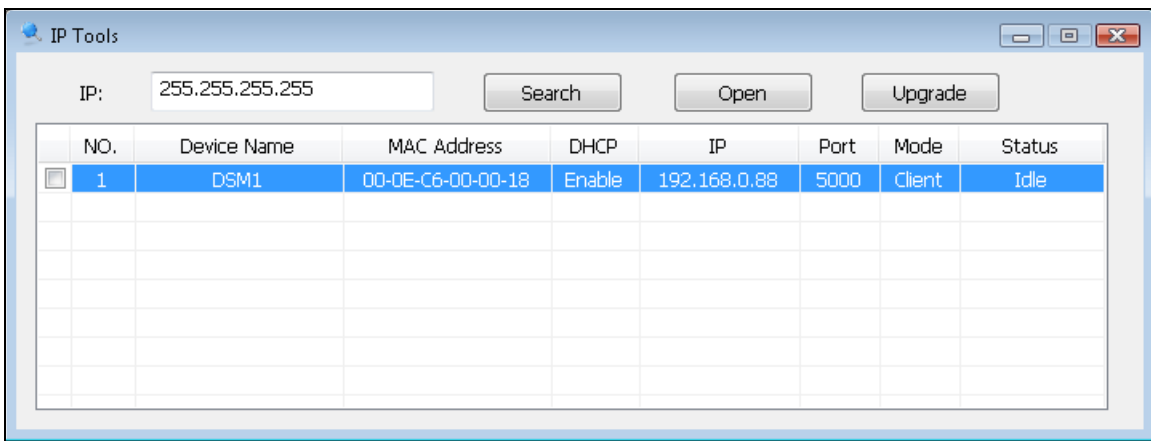 IP Tools
IP: 255.255.255.255 Search Open Upgrade
NO. Device Name MAC Address DHCP IP Port Mode Status
1 DSM1 00-0E-C6-00-00-18 Enable 192.168.0.88 5000 Client Idle